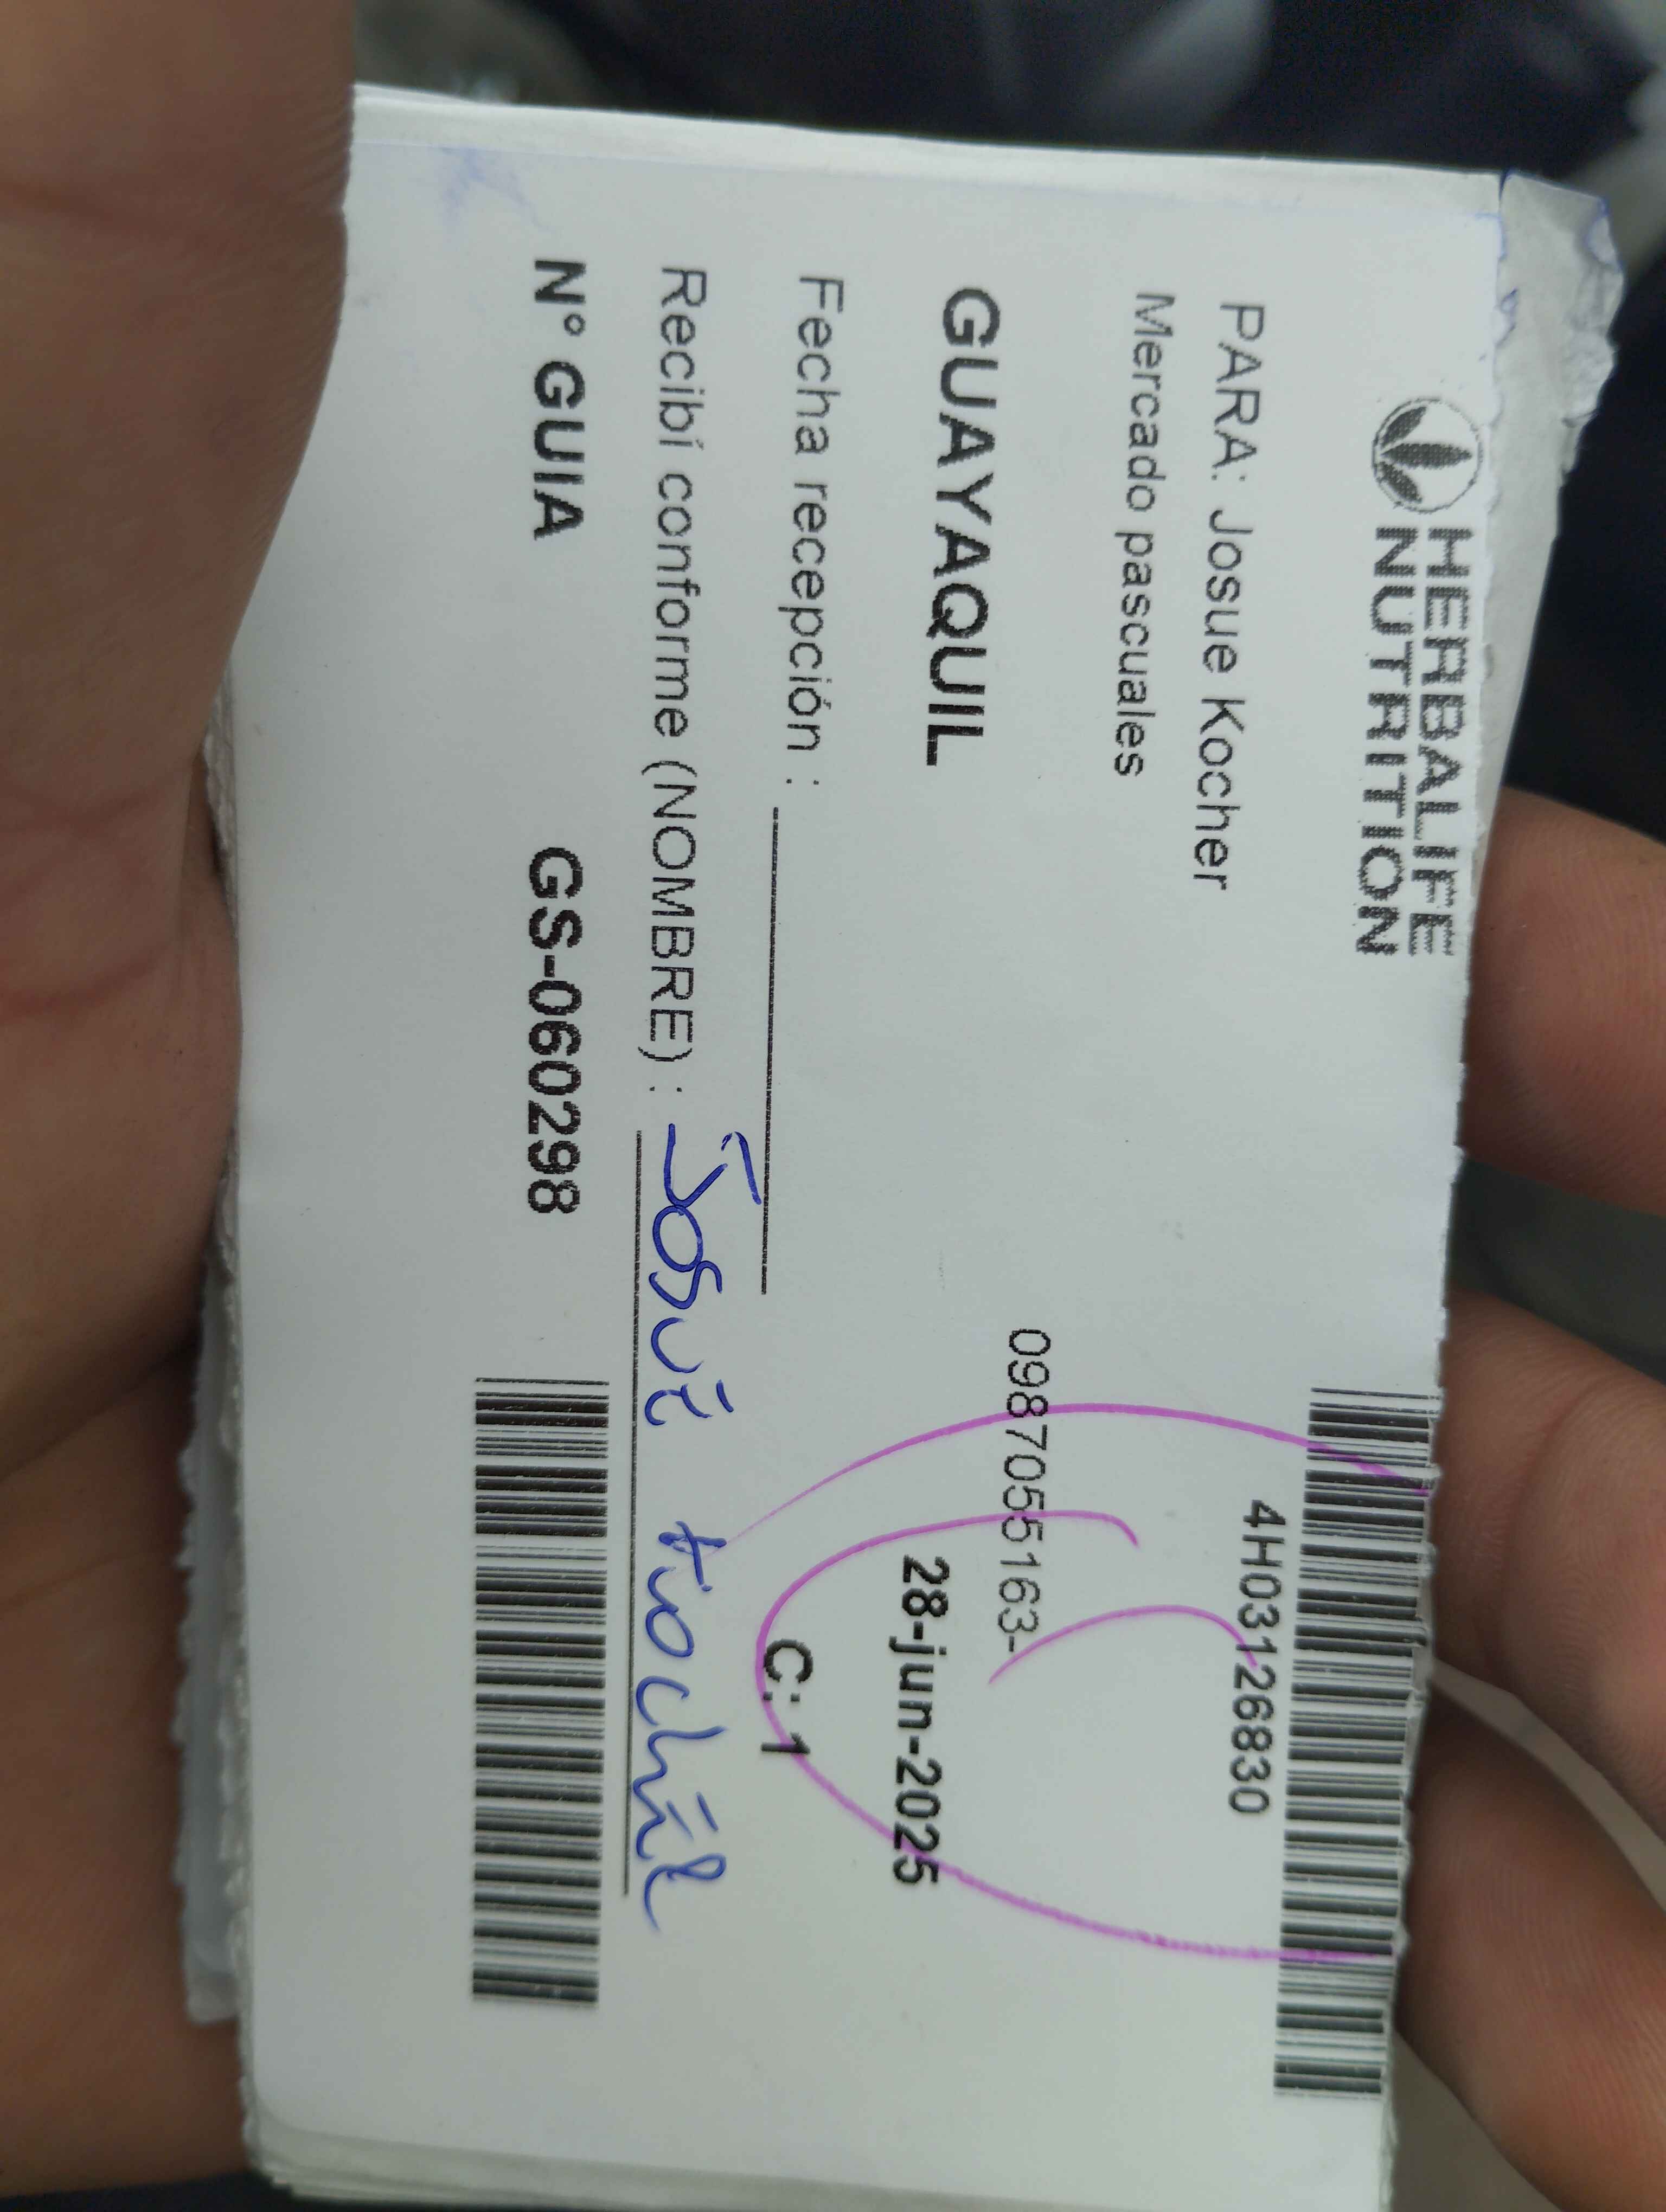 HERBALIFE
NUTRITION
4H03126830
PARA: Josue Kocher
Mercado pascuales
0987055163-
GUAYAQUIL
28-jun-2025
Fecha recepción :
C: 1
Recibí conforme (NOMBRE) : Josué
N° GUIA GS-060298